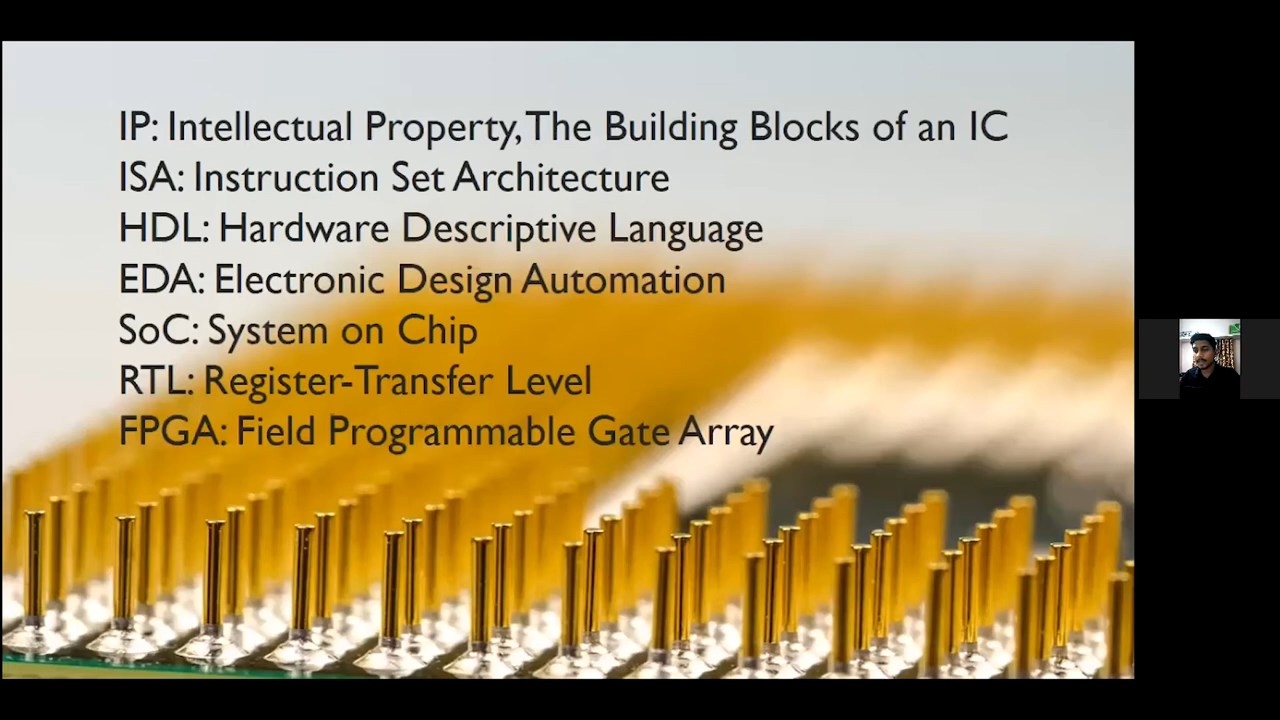 IP: Intellectual Property, The Building Blocks of an IC
ISA: Instruction Set Architecture
HDL: Hardware Descriptive Language
EDA: Electronic Design Automation
SoC: System on Chip
RTL: Register-Transfer Level
FPGA: Field Programmable Gate Array